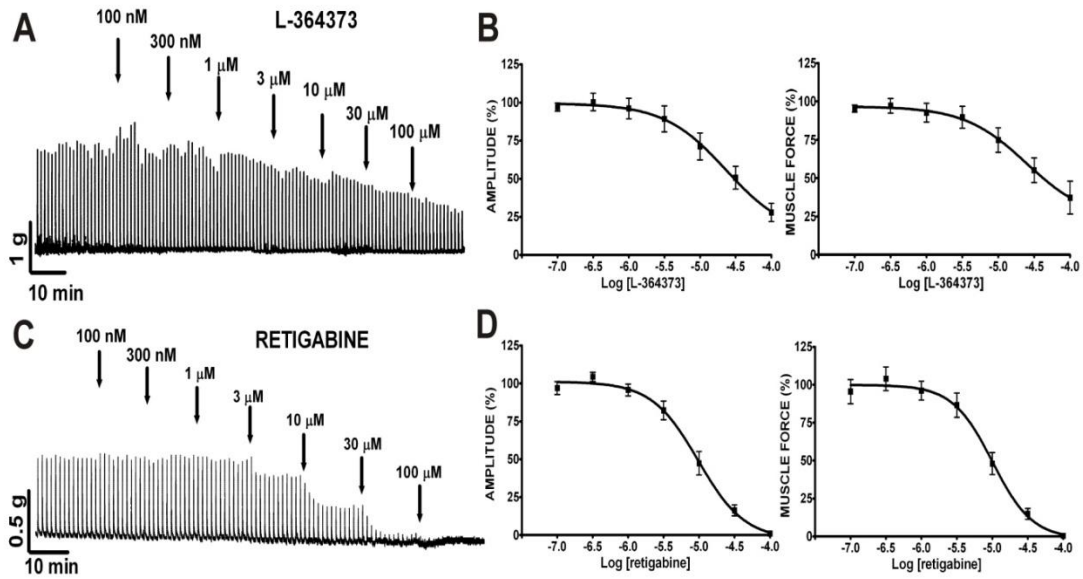 A
L-364373
100 nM
300 nM
1 μM
3 μM
10 μM
30 μM
100 μM
1 g
10 min
B
AMPLITUDE (%)
125
100
75
50
25
0
-7.0 -6.5 -6.0 -5.5 -5.0 -4.5 -4.0
Log [L-364373]
MUSCLE FORCE (%)
125
100
75
50
25
0
-7.0 -6.5 -6.0 -5.5 -5.0 -4.5 -4.0
Log [L-364373]
C
RETIGABINE
100 nM
300 nM
1 μM
3 μM
10 μM
30 μM
100 μM
0.5 g
10 min
D
AMPLITUDE (%)
125
100
75
50
25
0
-7.0 -6.5 -6.0 -5.5 -5.0 -4.5 -4.0
Log [retigabine]
MUSCLE FORCE (%)
125
100
75
50
25
0
-7.0 -6.5 -6.0 -5.5 -5.0 -4.5 -4.0
Log [retigabine]